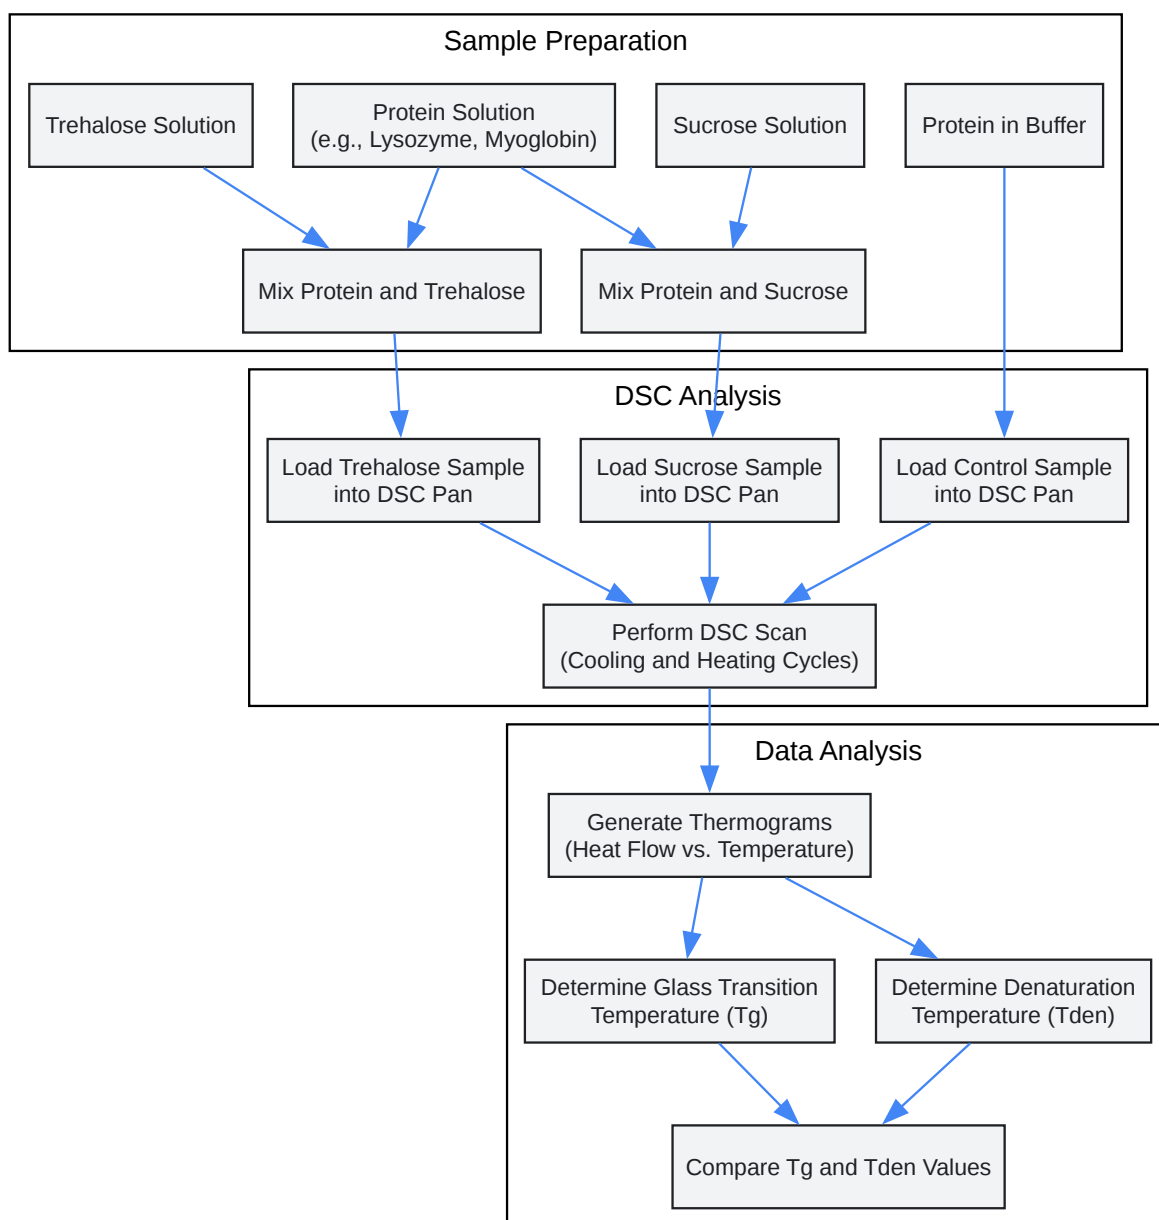 Sample Preparation
Trehalose Solution
Protein Solution
(e.g., Lysozyme, Myoglobin)
Sucrose Solution
Protein in Buffer
Mix Protein and Trehalose
Mix Protein and Sucrose
DSC Analysis
Load Trehalose Sample
into DSC Pan
Load Sucrose Sample
into DSC Pan
Load Control Sample
into DSC Pan
Perform DSC Scan
(Cooling and Heating Cycles)
Data Analysis
Generate Thermograms
(Heat Flow vs. Temperature)
Determine Glass Transition
Temperature (Tg)
Determine Denaturation
Temperature (Tden)
Compare Tg and Tden Values